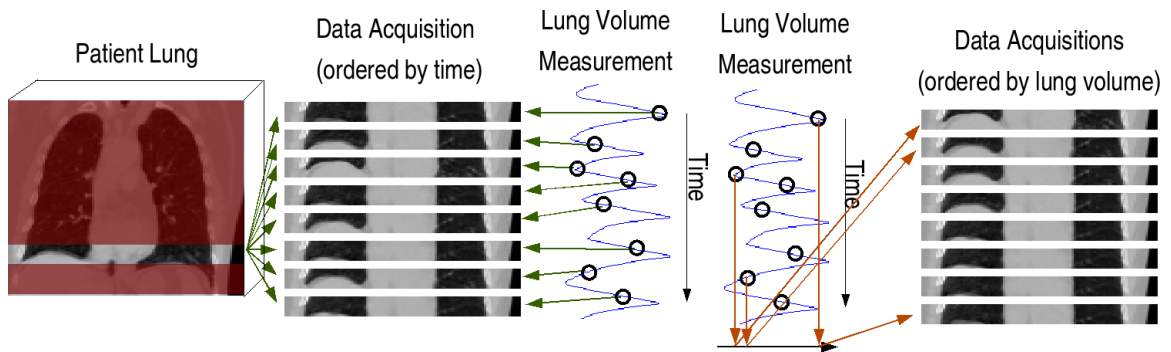 Patient Lung
Data Acquisition
(ordered by time)
Lung Volume
Measurement
Time
Lung Volume
Measurement
Time
Data Acquisitions
(ordered by lung volume)